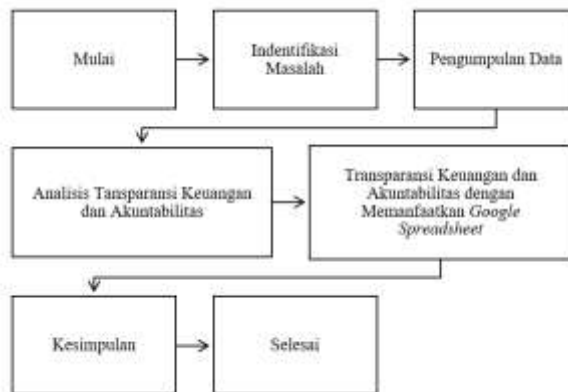 Mulai
Indentifikasi
Masalah
Pengumpulan Data
Analisis Tansparansi Keuangan
dan Akuntabilitas
Transparansi Keuangan dan
Akuntabilitas dengan
Memanfaatkan Google
Spreadsheet
Kesimpulan
Selesai